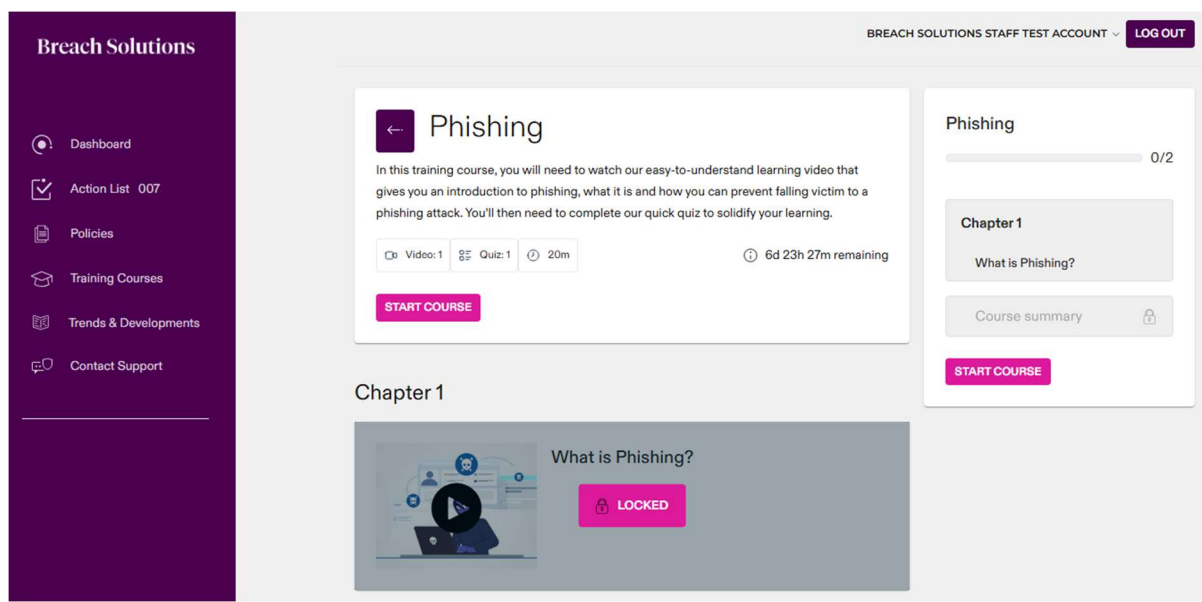 Breach Solutions
BREACH SOLUTIONS STAFF TEST ACCOUNT
LOG OUT
Dashboard
Action List 007
Policies
Training Courses
Trends & Developments
Contact Support
Phishing
In this training course, you will need to watch our easy-to-understand learning video that
gives you an introduction to phishing, what it is and how you can prevent falling victim to a
phishing attack. You'll then need to complete our quick quiz to solidify your learning.
Video: 1
Quiz: 1
20m
6d 23h 27m remaining
START COURSE
Chapter 1
What is Phishing?
LOCKED
Phishing
0/2
Chapter 1
What is Phishing?
Course summary
START COURSE